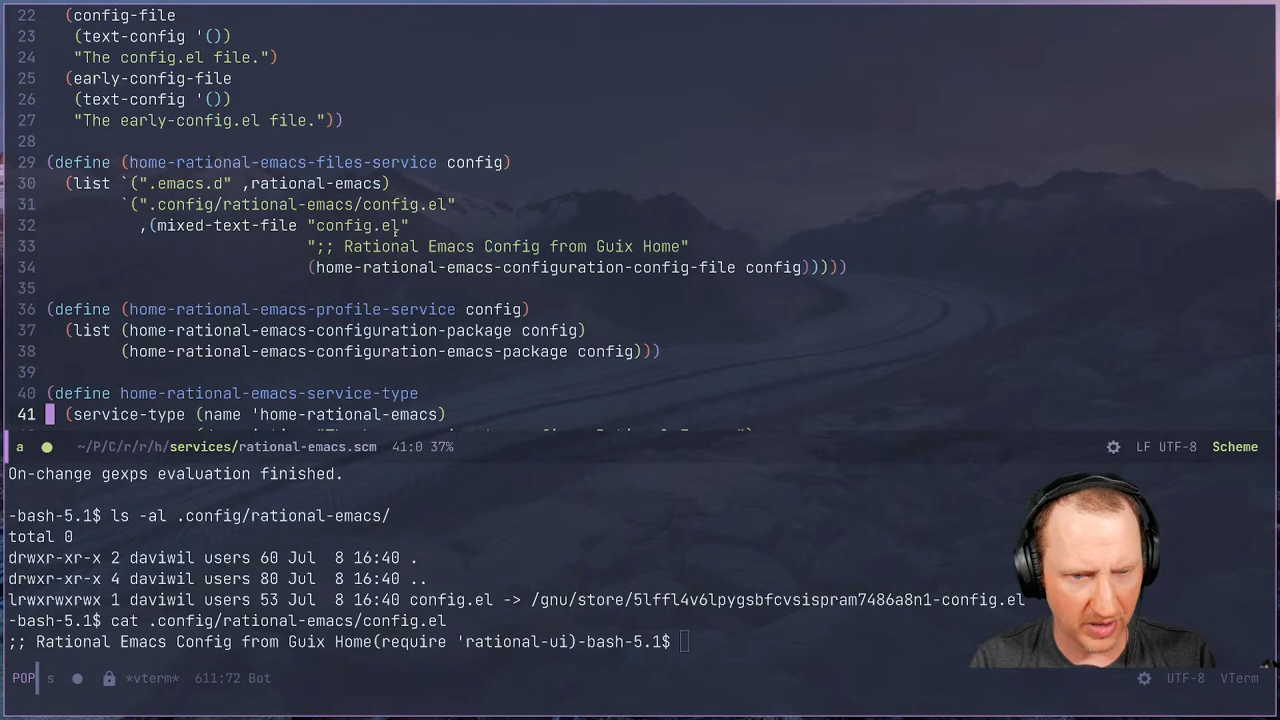 22 (config-file
23 (text-config '())
24 "The config.el file.")
25 (early-config-file
26 (text-config '())
27 "The early-config.el file."))
28
29 (define (home-rational-emacs-files-service config)
30 (list `(".emacs.d" ,rational-emacs)
31 `(".config/rational-emacs/config.el"
32 ,(mixed-text-file "config.el"
33 ";; Rational Emacs Config from Guix Home"
34 (home-rational-emacs-configuration-config-file config)))))
35
36 (define (home-rational-emacs-profile-service config)
37 (list (home-rational-emacs-configuration-package config)
38 (home-rational-emacs-configuration-emacs-package config)))
39
40 (define home-rational-emacs-service-type
41 (service-type (name 'home-rational-emacs)
a ~/P/C/r/r/h/services/rational-emacs.scm 41:0 37% LF UTF-8 Scheme
On-change gexps evaluation finished.
-bash-5.1$ ls -al .config/rational-emacs/
total 0
drwxr-xr-x 2 daviwil users 60 Jul 8 16:40 .
drwxr-xr-x 4 daviwil users 80 Jul 8 16:40 ..
lrwxrwxrwx 1 daviwil users 53 Jul 8 16:40 config.el -> /gnu/store/5lffl4v6lpygsbfcvsispram7486a8n1-config.el
-bash-5.1$ cat .config/rational-emacs/config.el
;; Rational Emacs Config from Guix Home(require 'rational-ui)-bash-5.1$
POP s *vterm* 611:72 Bot UTF-8 VTerm